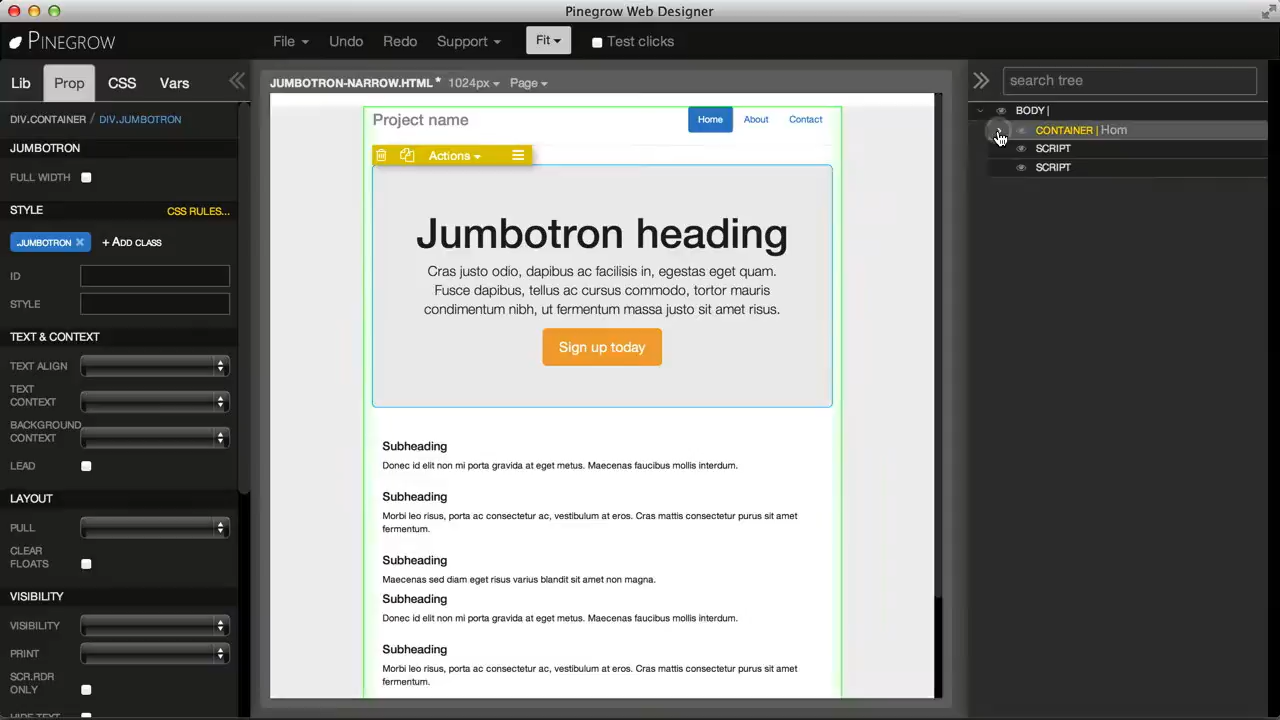 Pinegrow Web Designer
PINEGROW
File
Undo
Redo
Support
Fit
Test clicks
Lib
Prop
CSS
Vars
JUMBOTRON-NARROW.HTML *
1024px
Page
search tree
DIV.CONTAINER / DIV.JUMBOTRON
JUMBOTRON
FULL WIDTH
STYLE
CSS RULES...
.JUMBOTRON ×
+ ADD CLASS
ID
STYLE
TEXT & CONTEXT
TEXT ALIGN
TEXT
CONTEXT
BACKGROUND
CONTEXT
LEAD
LAYOUT
PULL
CLEAR
FLOATS
VISIBILITY
VISIBILITY
PRINT
SCR.RDR
ONLY
HIDE TEXT
Project name
Home
About
Contact
Actions
Jumbotron heading
Cras justo odio, dapibus ac facilisis in, egestas eget quam.
Fusce dapibus, tellus ac cursus commodo, tortor mauris
condimentum nibh, ut fermentum massa justo sit amet risus.
Sign up today
Subheading
Donec id elit non mi porta gravida at eget metus. Maecenas faucibus mollis interdum.
Subheading
Morbi leo risus, porta ac consectetur ac, vestibulum at eros. Cras mattis consectetur purus sit amet
fermentum.
Subheading
Maecenas sed diam eget risus varius blandit sit amet non magna.
Subheading
Donec id elit non mi porta gravida at eget metus. Maecenas faucibus mollis interdum.
Subheading
Morbi leo risus, porta ac consectetur ac, vestibulum at eros. Cras mattis consectetur purus sit amet
fermentum.
BODY |
CONTAINER | Hom
SCRIPT
SCRIPT